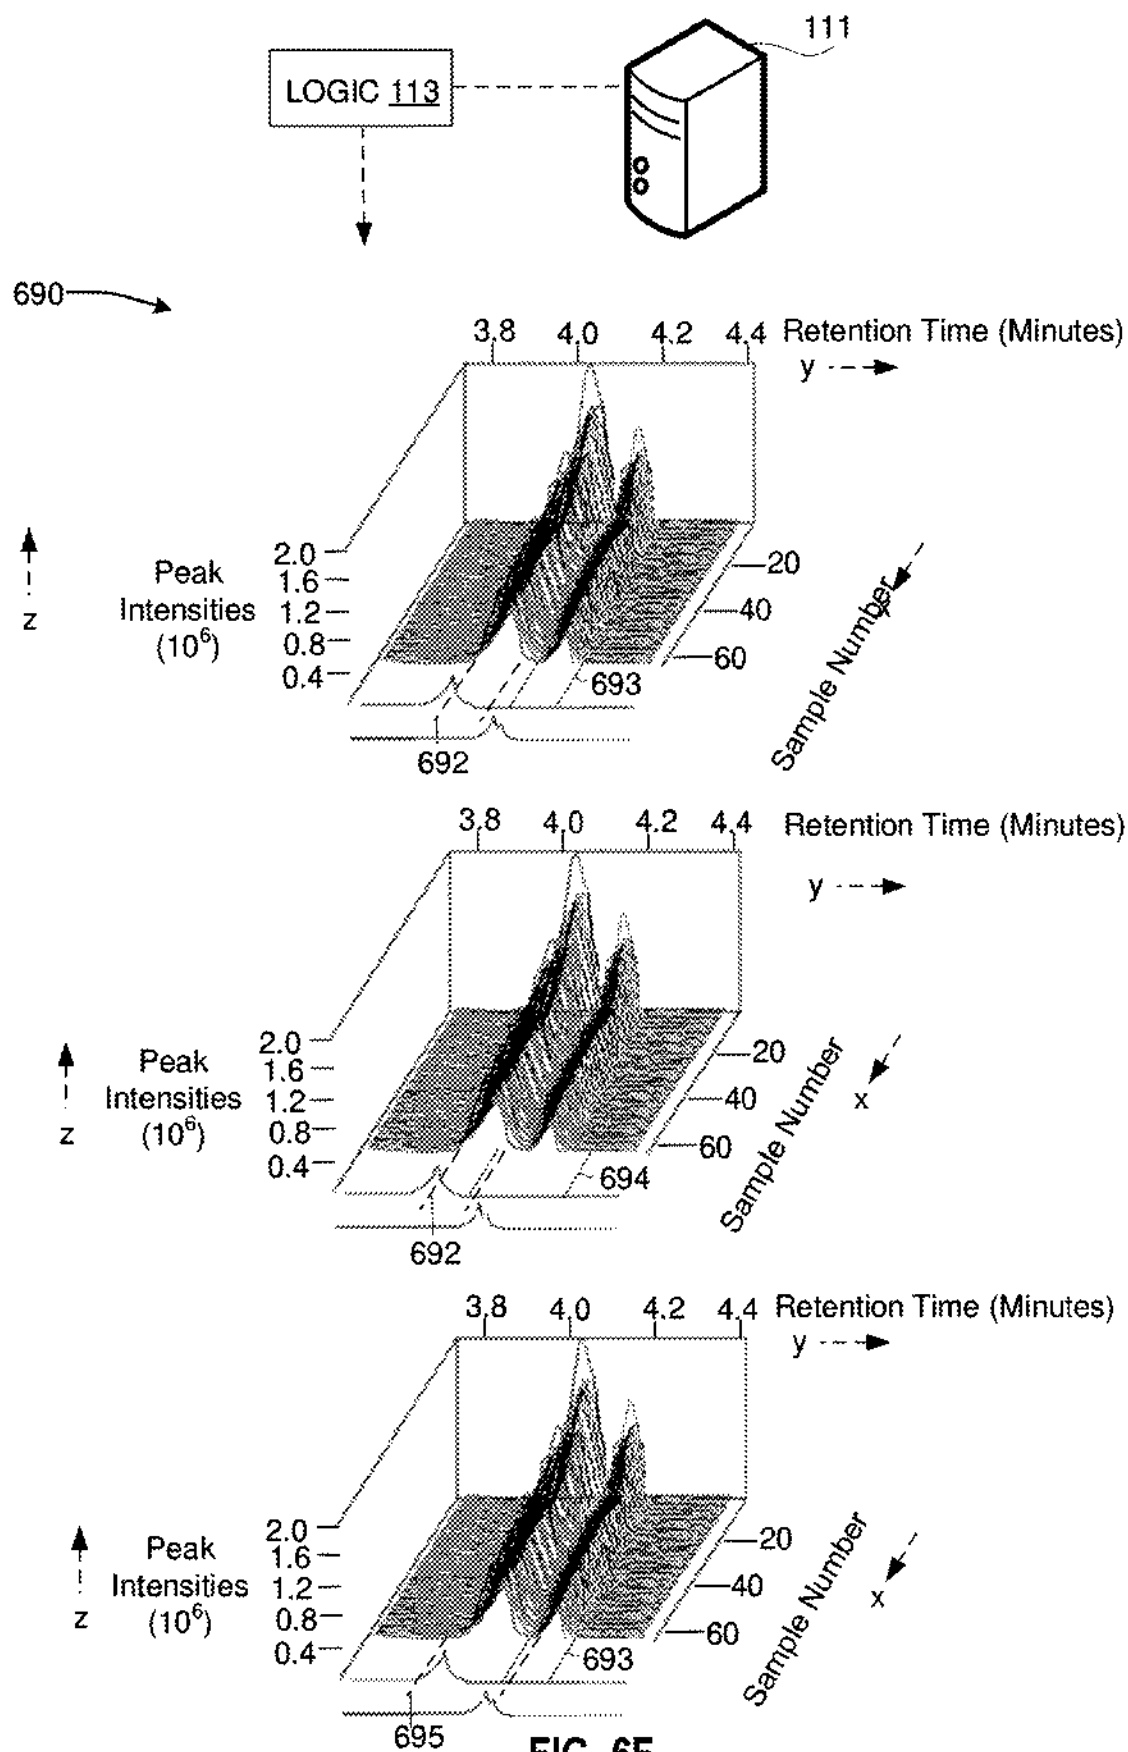 111
LOGIC 113
690
3.8 4.0 4.2 4.4 Retention Time (Minutes)
y
2.0
1.6
1.2
0.8
0.4
Peak
Intensities
(10⁶)
z
20
40
60
Sample Number
x
693
692
3.8 4.0 4.2 4.4 Retention Time (Minutes)
y
2.0
1.6
1.2
0.8
0.4
Peak
Intensities
(10⁶)
z
20
40
60
Sample Number
x
694
692
3.8 4.0 4.2 4.4 Retention Time (Minutes)
y
2.0
1.6
1.2
0.8
0.4
Peak
Intensities
(10⁶)
z
20
40
60
Sample Number
x
693
695